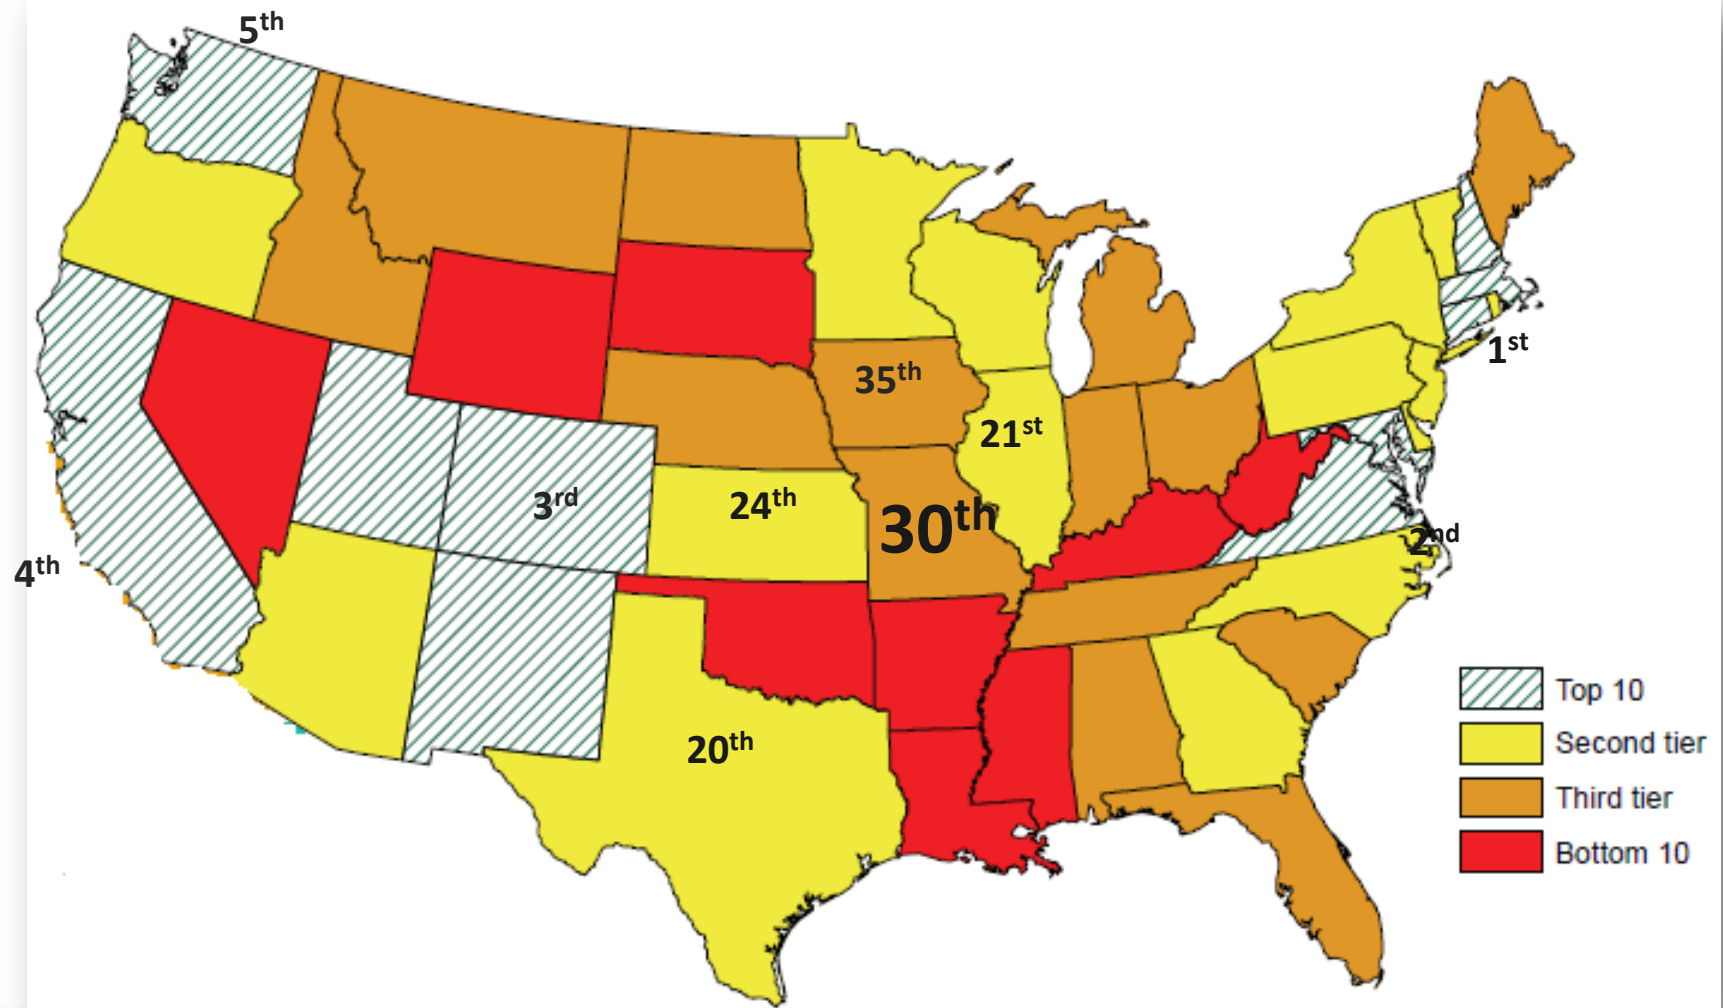 5th
1st
35th
21st
3rd
24th
30th
2nd
4th
20th
Top 10
Second tier
Third tier
Bottom 10